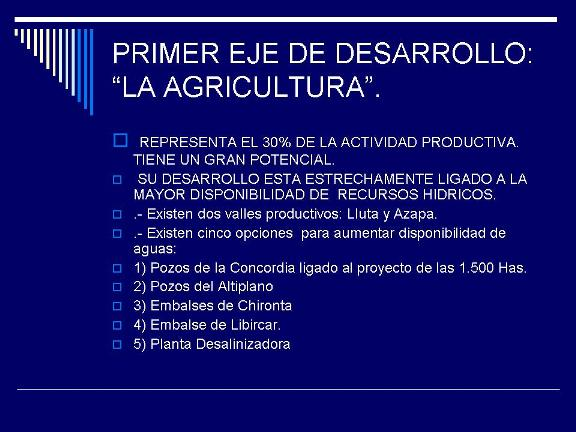 PRIMER EJE DE DESARROLLO:
“LA AGRICULTURA”.
REPRESENTA EL 30% DE LA ACTIVIDAD PRODUCTIVA.
TIENE UN GRAN POTENCIAL.
SU DESARROLLO ESTA ESTRECHAMENTE LIGADO A LA
MAYOR DISPONIBILIDAD DE RECURSOS HIDRICOS.
.- Existen dos valles productivos: Lluta y Azapa.
.- Existen cinco opciones para aumentar disponibilidad de
aguas:
1) Pozos de la Concordia ligado al proyecto de las 1.500 Has.
2) Pozos del Altiplano
3) Embalses de Chironta
4) Embalse de Libircar.
5) Planta Desalinizadora